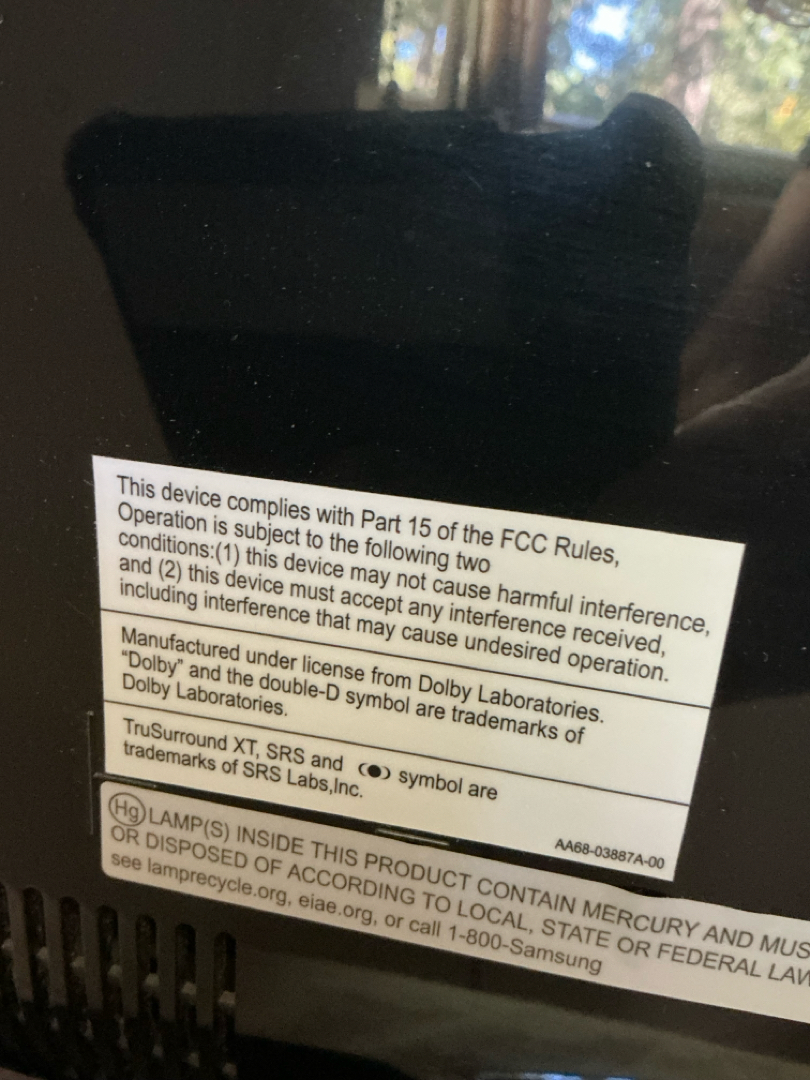 This device complies with Part 15 of the FCC Rules,
Operation is subject to the following two
conditions:(1) this device may not cause harmful interference,
and (2) this device must accept any interference received,
including interference that may cause undesired operation.
Manufactured under license from Dolby Laboratories.
"Dolby" and the double-D symbol are trademarks of
Dolby Laboratories.
TruSurround XT, SRS and symbol are
trademarks of SRS Labs,Inc.
AA68-03887A-00
Hg LAMP(S) INSIDE THIS PRODUCT CONTAIN MERCURY AND
OR DISPOSED OF ACCORDING TO LOCAL, STATE OR FEDERAL
see lamprecycle.org, eiae.org, or call 1-800-Samsung